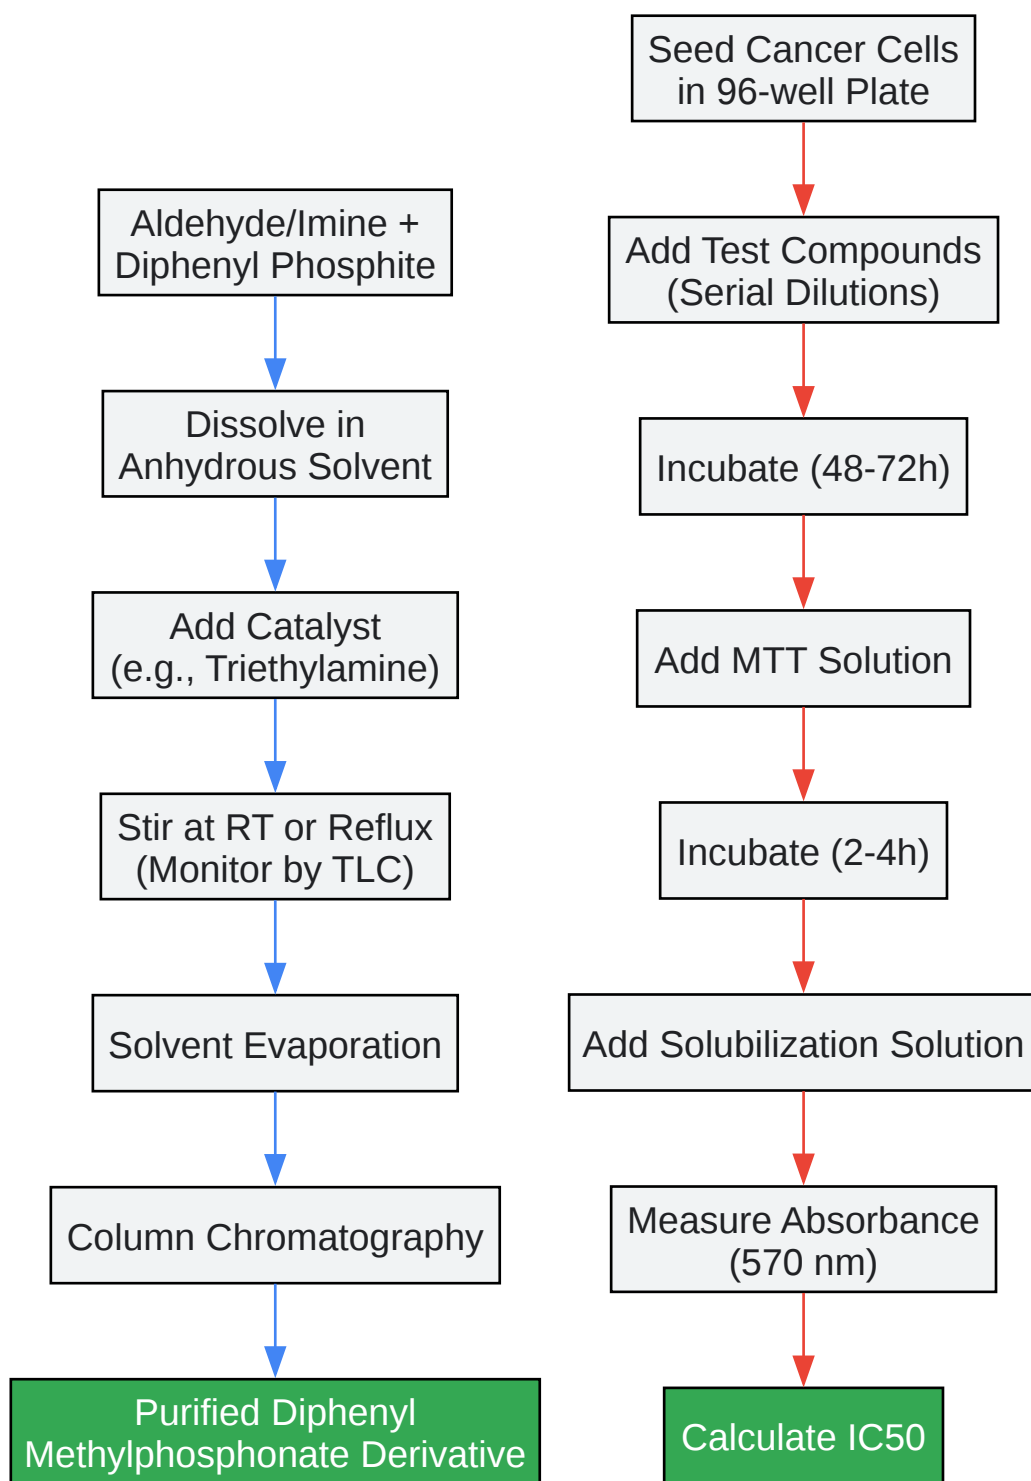 Aldehyde/Imine +
Diphenyl Phosphite
Dissolve in
Anhydrous Solvent
Add Catalyst
(e.g., Triethylamine)
Stir at RT or Reflux
(Monitor by TLC)
Solvent Evaporation
Column Chromatography
Purified Diphenyl
Methylphosphonate Derivative
Seed Cancer Cells
in 96-well Plate
Add Test Compounds
(Serial Dilutions)
Incubate (48-72h)
Add MTT Solution
Incubate (2-4h)
Add Solubilization Solution
Measure Absorbance
(570 nm)
Calculate IC50